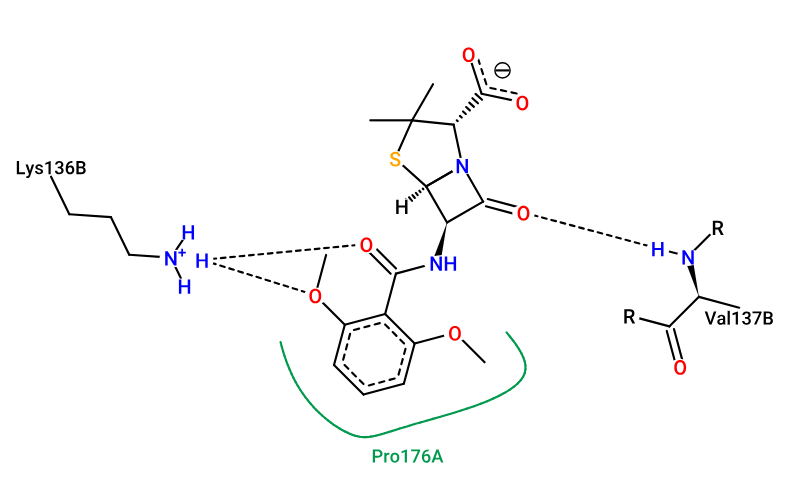 O
O
S
N
H
O
Lys136B
H
N+
H
H
O
NH
O
O
H
N
R
R
Val137B
O
Pro176A